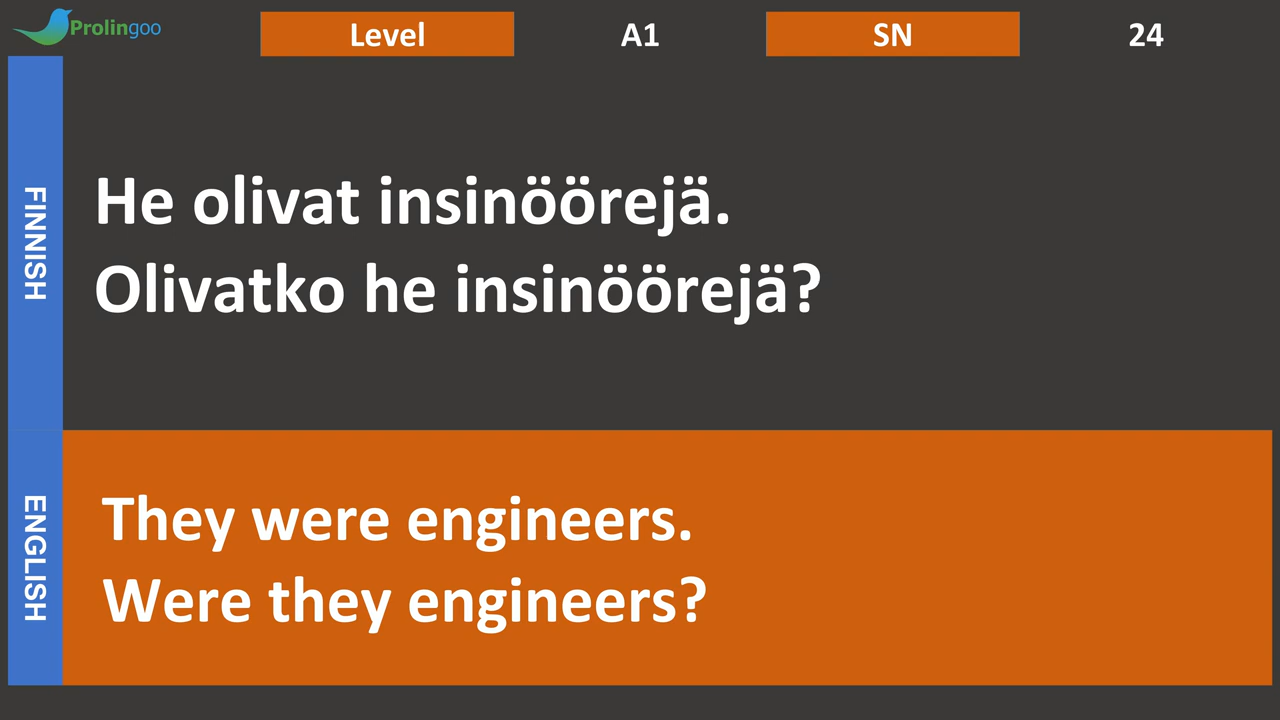 Prolingoo
Level
A1
SN
24
FINNISH
He olivat insinöörejä.
Olivatko he insinöörejä?
ENGLISH
They were engineers.
Were they engineers?